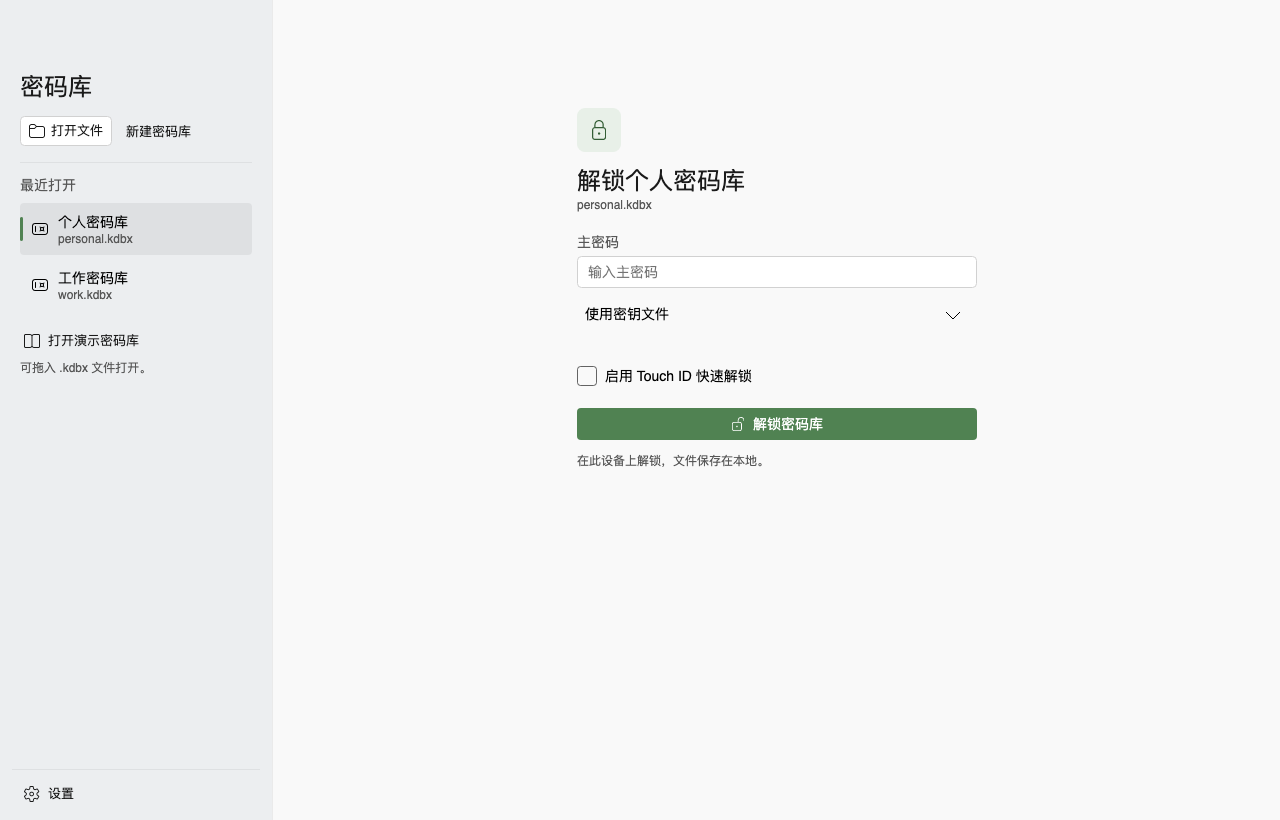 密码库
打开文件
新建密码库
最近打开
个人密码库
personal.kdbx
工作密码库
work.kdbx
打开演示密码库
可拖入 .kdbx 文件打开。
设置
解锁个人密码库
personal.kdbx
主密码
输入主密码
使用密钥文件
启用 Touch ID 快速解锁
解锁密码库
在此设备上解锁，文件保存在本地。